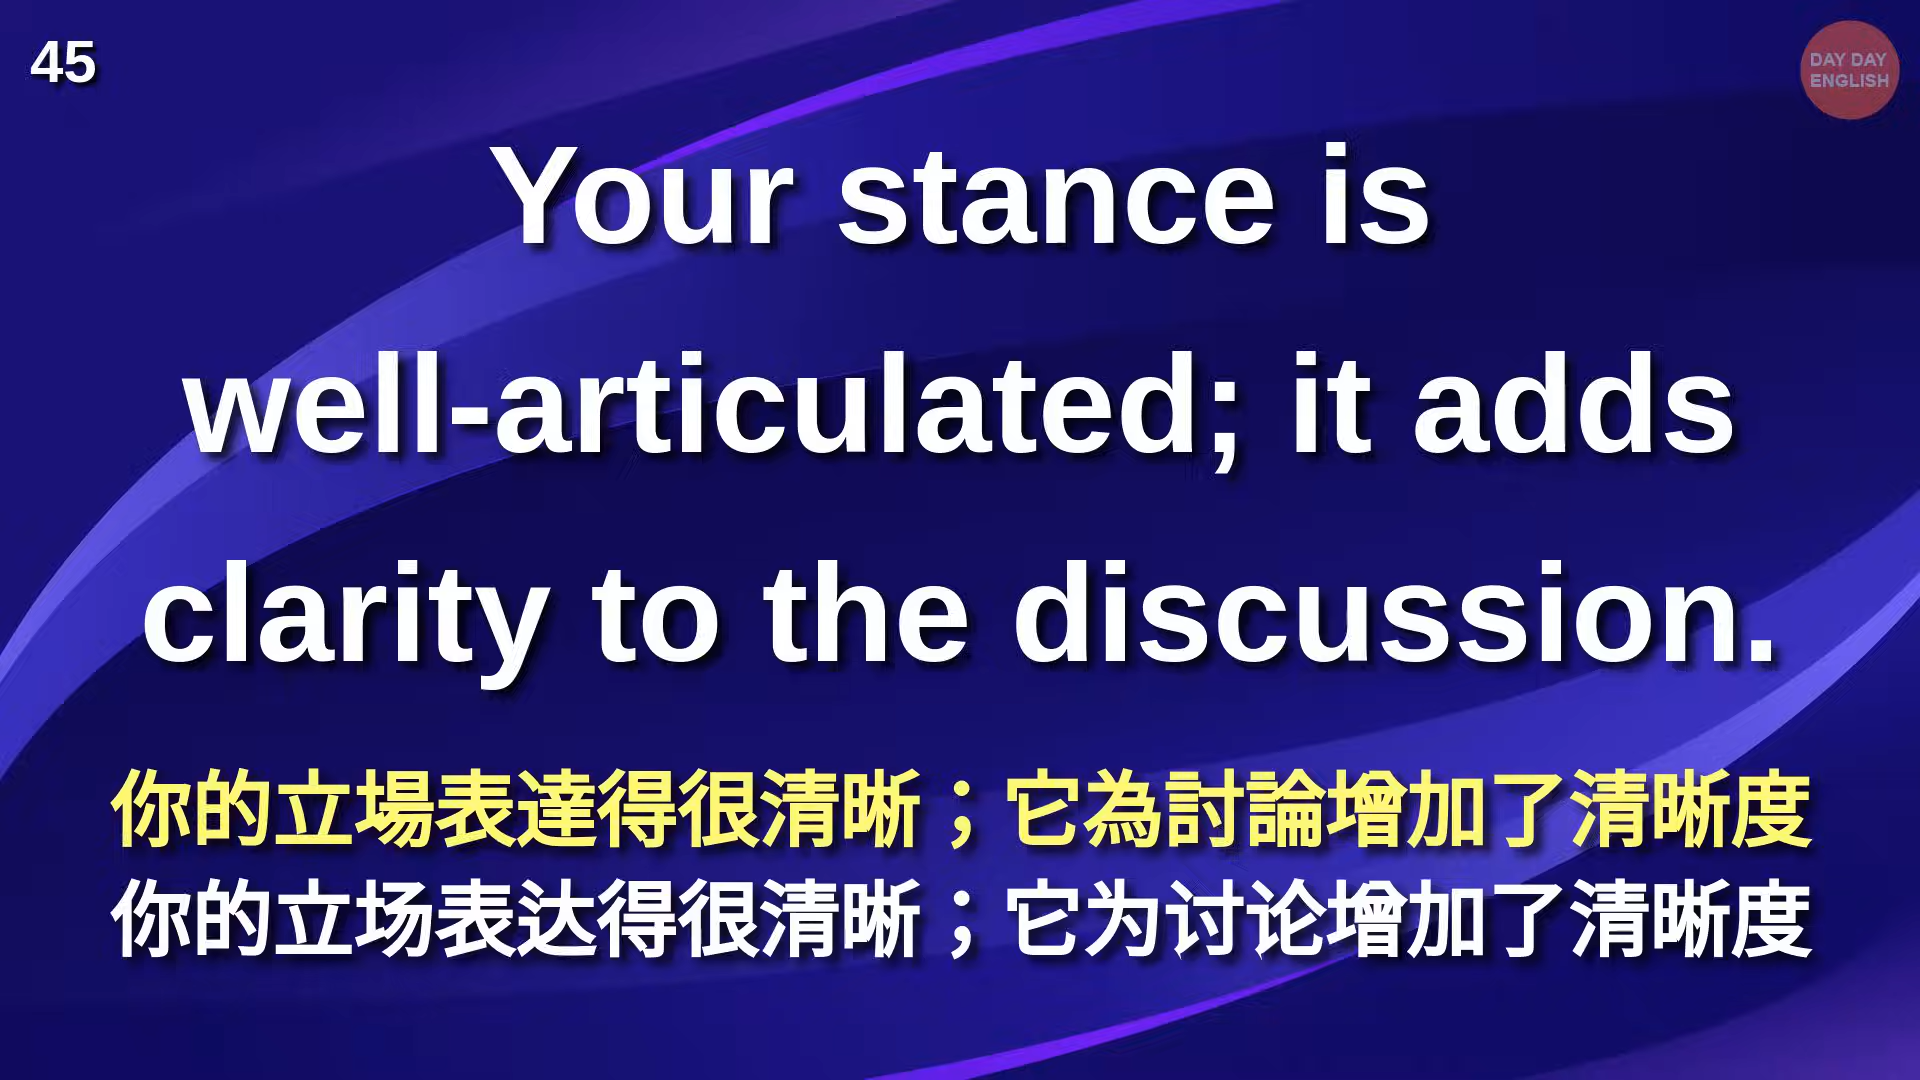 45
DAY DAY
ENGLISH
Your stance is
well-articulated; it adds
clarity to the discussion.
你的立場表達得很清晰；它為討論增加了清晰度
你的立场表达得很清晰；它为讨论增加了清晰度